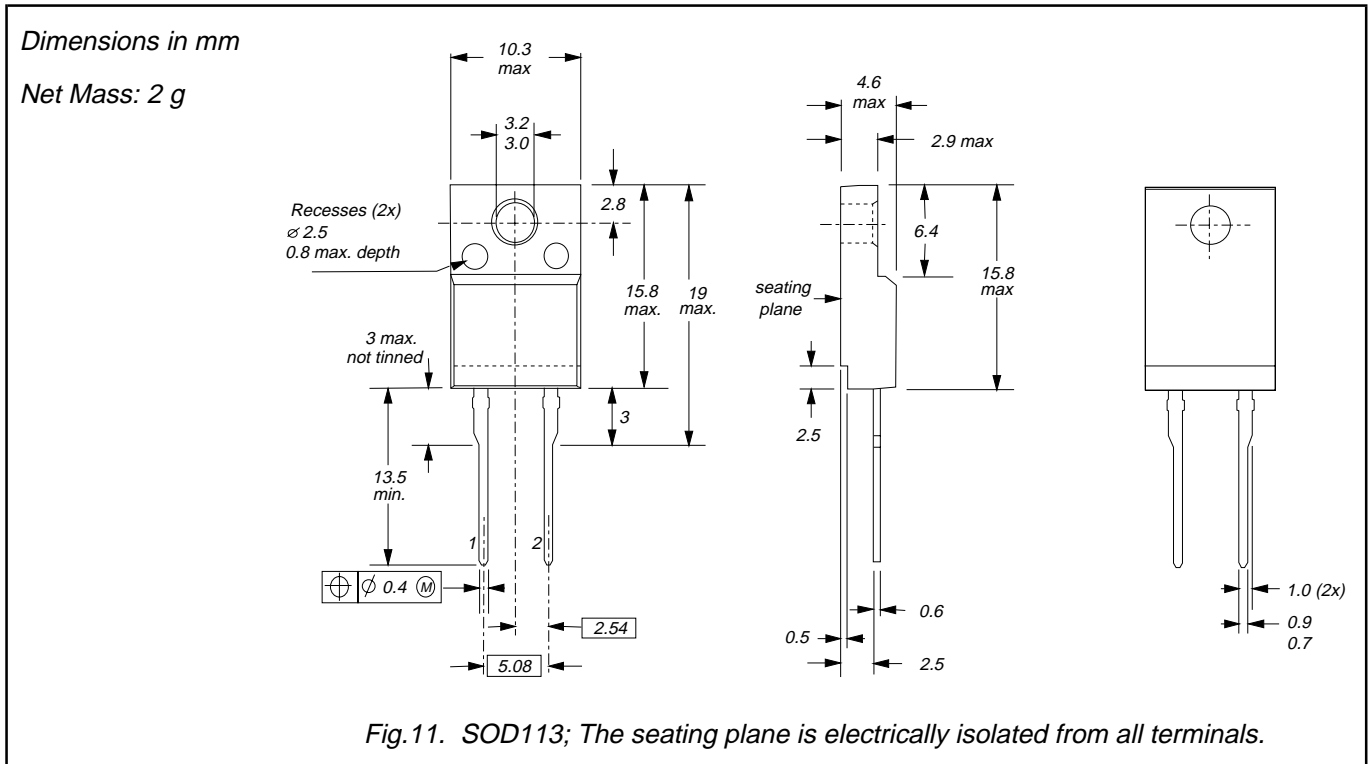 Dimensions in mm
Net Mass: 2 g
10.3
max
3.2
3.0
2.8
Recesses (2x)
⌀ 2.5
0.8 max. depth
15.8
max.
19
max.
3 max.
not tinned
3
13.5
min.
1
2
⌀ 0.4 Ⓜ
2.54
5.08
4.6
max
2.9 max
6.4
15.8
max
seating
plane
2.5
0.6
0.5
2.5
1.0 (2x)
0.9
0.7
Fig.11. SOD113; The seating plane is electrically isolated from all terminals.